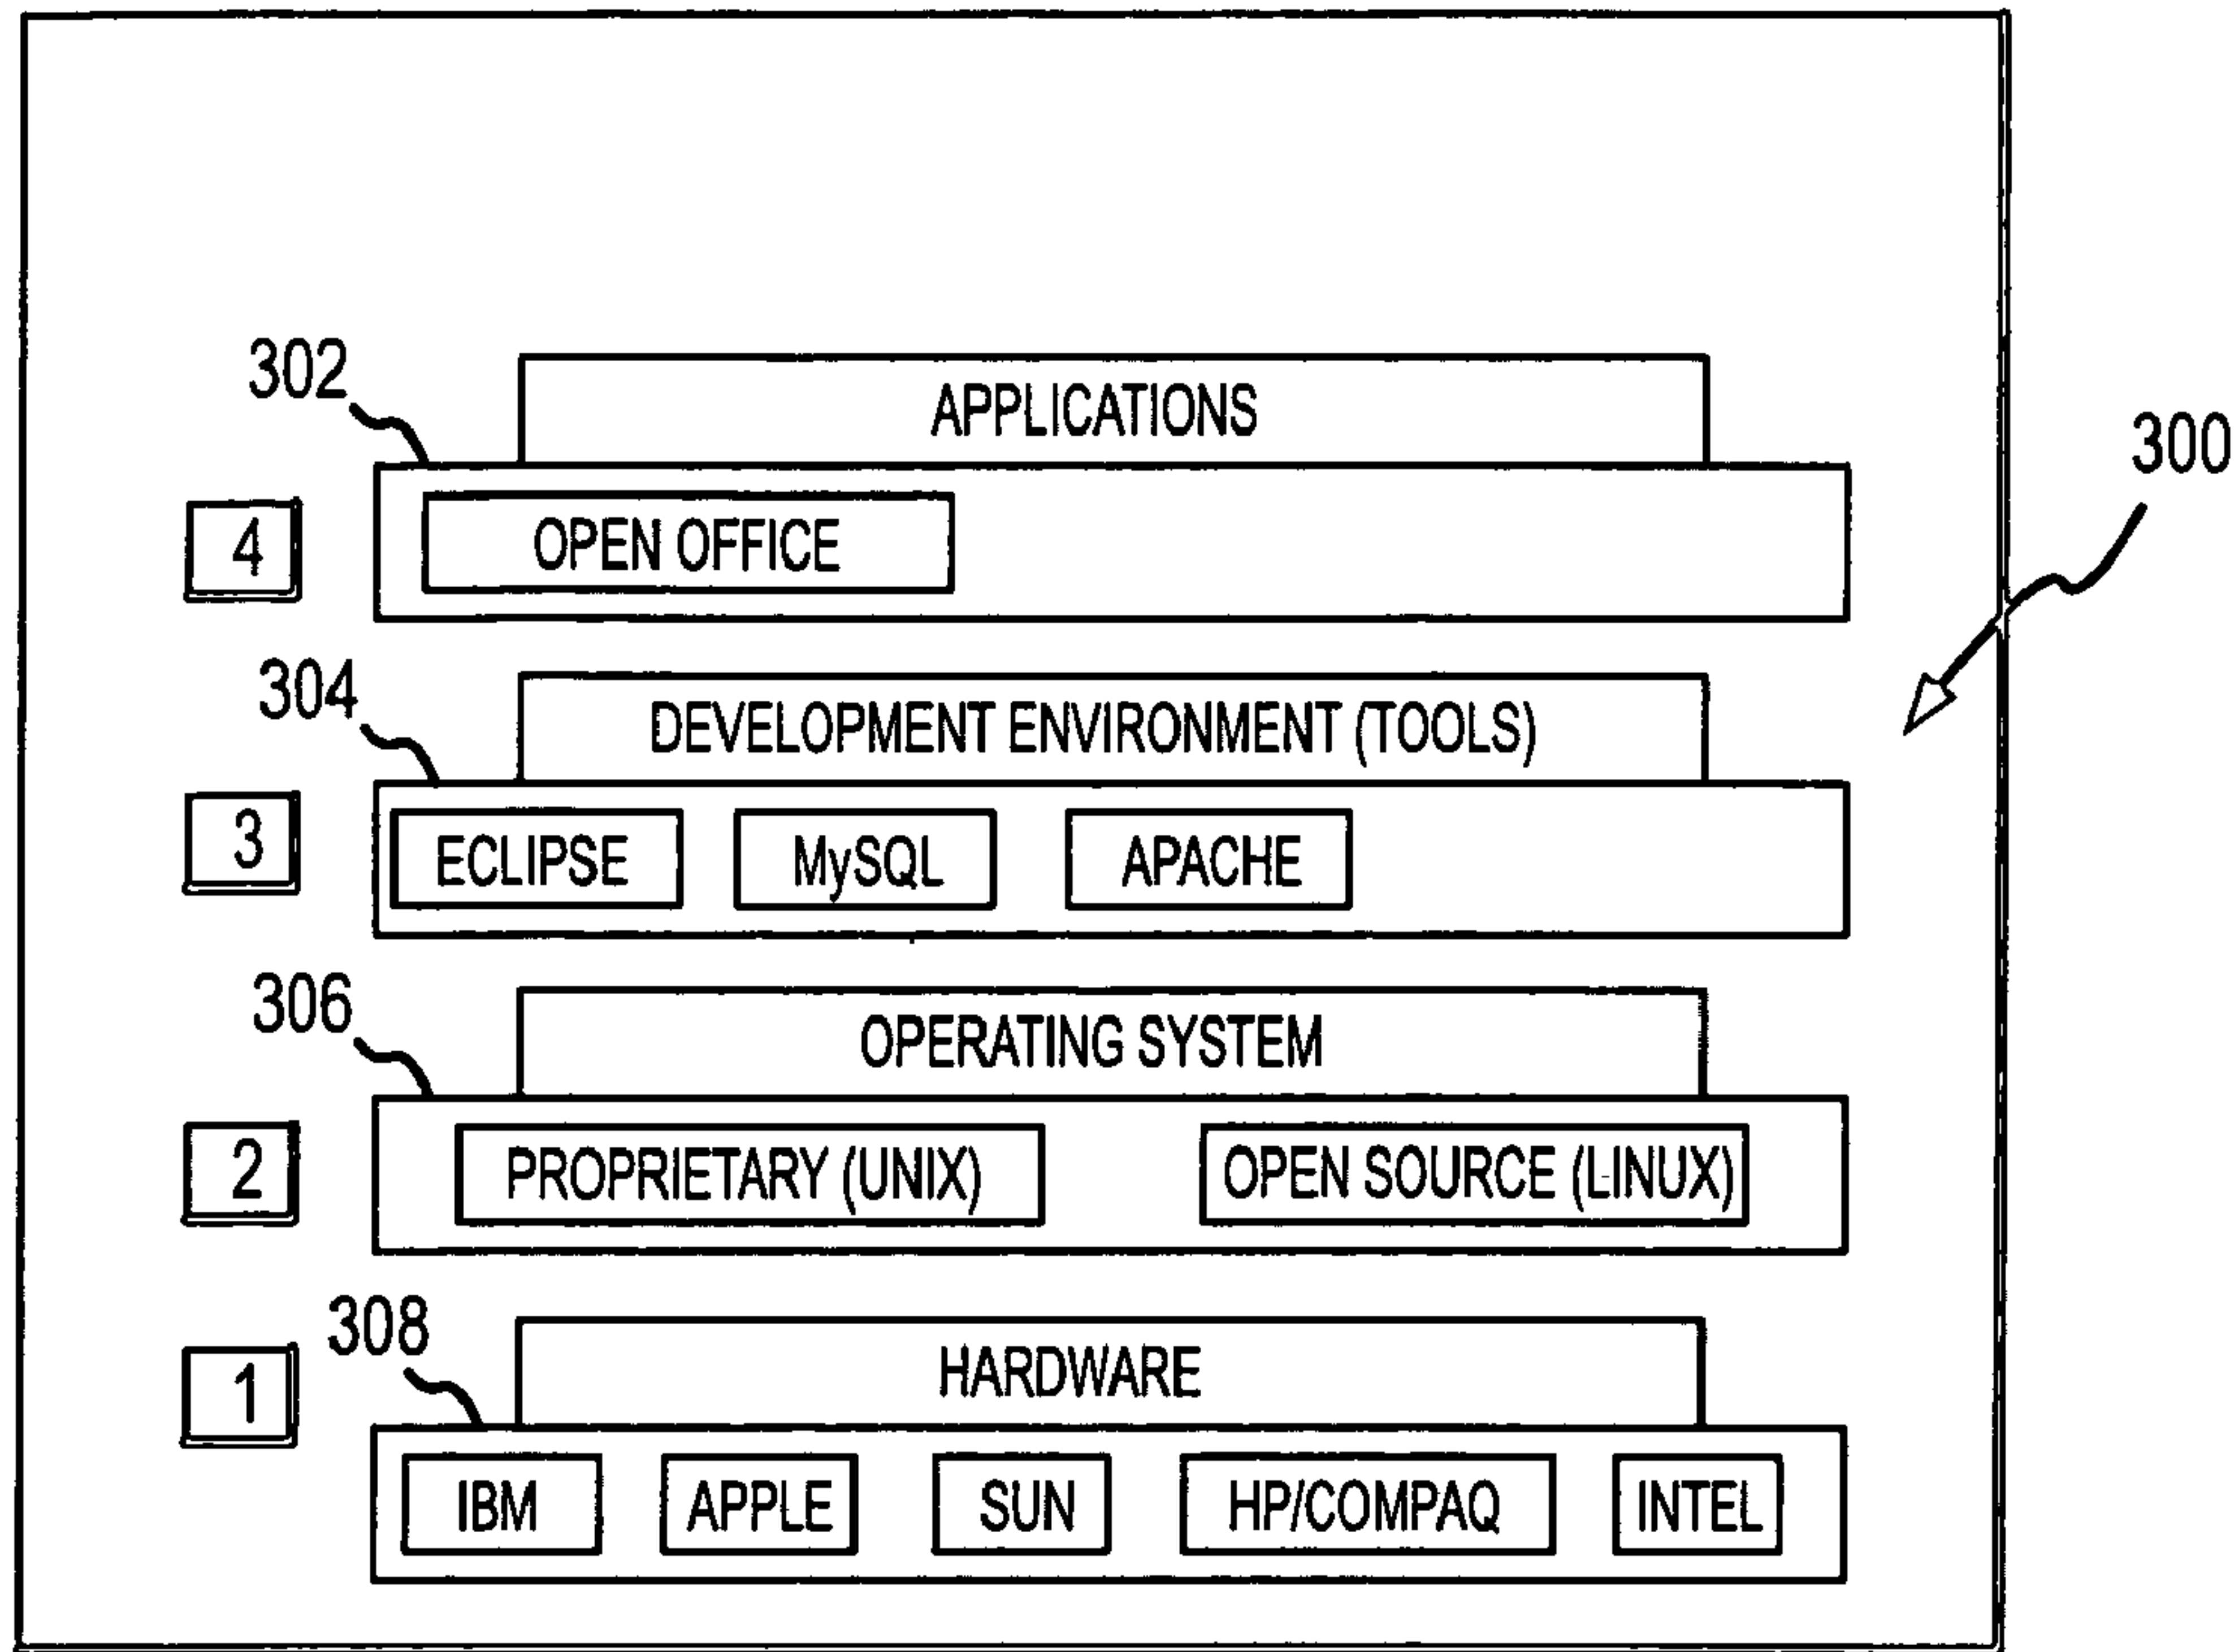 302
APPLICATIONS
300
4
OPEN OFFICE
304
DEVELOPMENT ENVIRONMENT (TOOLS)
3
ECLIPSE
MySQL
APACHE
306
OPERATING SYSTEM
2
PROPRIETARY (UNIX)
OPEN SOURCE (LINUX)
308
HARDWARE
1
IBM
APPLE
SUN
HP/COMPAQ
INTEL